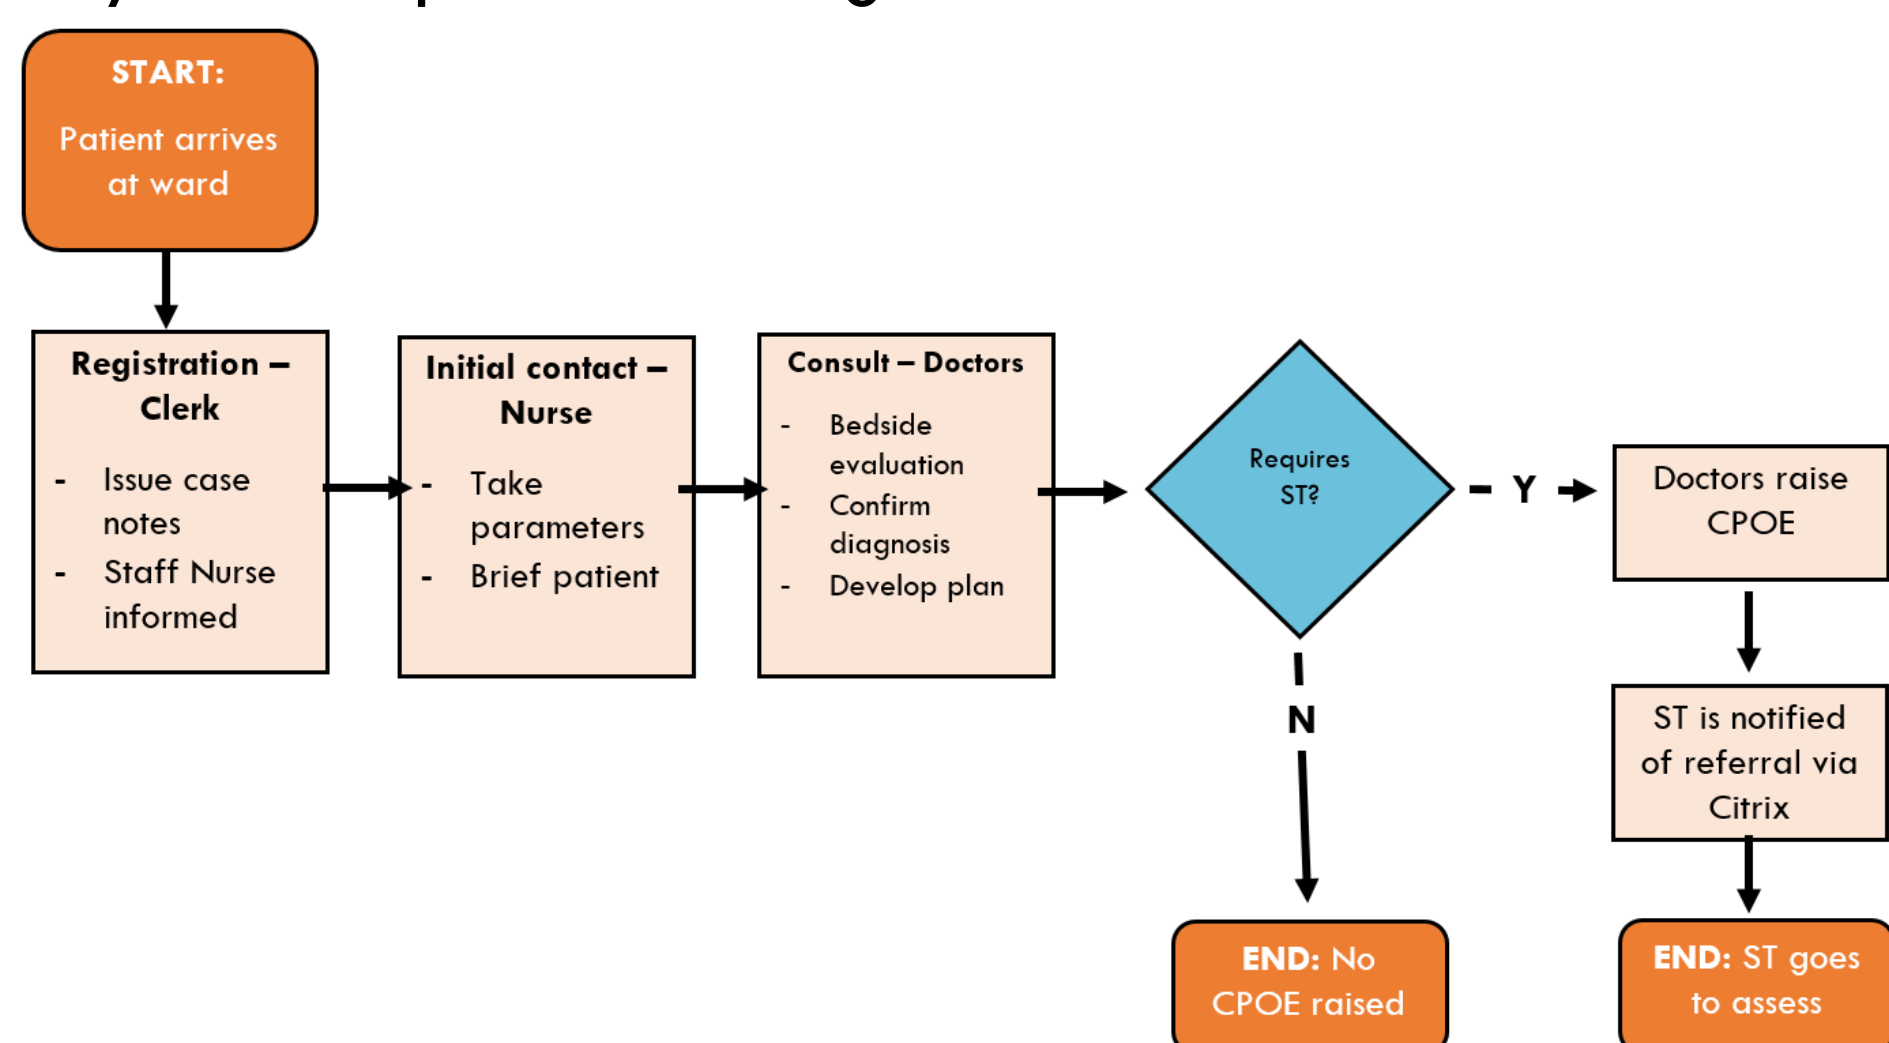 START:
Patient arrives
at ward
Registration –
Clerk
- Issue case
notes
- Staff Nurse
informed
Initial contact –
Nurse
- Take
parameters
- Brief patient
Consult – Doctors
- Bedside
evaluation
- Confirm
diagnosis
- Develop plan
Requires
ST?
Y
N
Doctors raise
CPOE
ST is notified
of referral via
Citrix
END: No
CPOE raised
END: ST goes
to assess